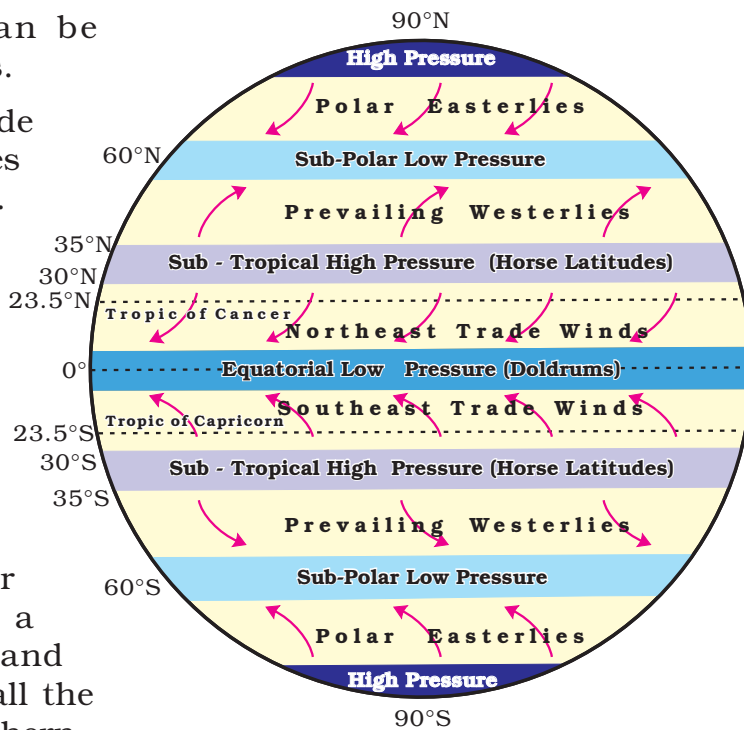 an be
s.
de
es
.
r
a
and
all the
hern
90°N
High Pressure
Polar Easterlies
60°N
Sub-Polar Low Pressure
Prevailing Westerlies
35°N
Sub - Tropical High Pressure (Horse Latitudes)
30°N
23.5°N
Tropic of Cancer
Northeast Trade Winds
0°
Equatorial Low Pressure (Doldrums)
Southeast Trade Winds
Tropic of Capricorn
23.5°S
30°S
Sub - Tropical High Pressure (Horse Latitudes)
35°S
Prevailing Westerlies
60°S
Sub-Polar Low Pressure
Polar Easterlies
High Pressure
90°S